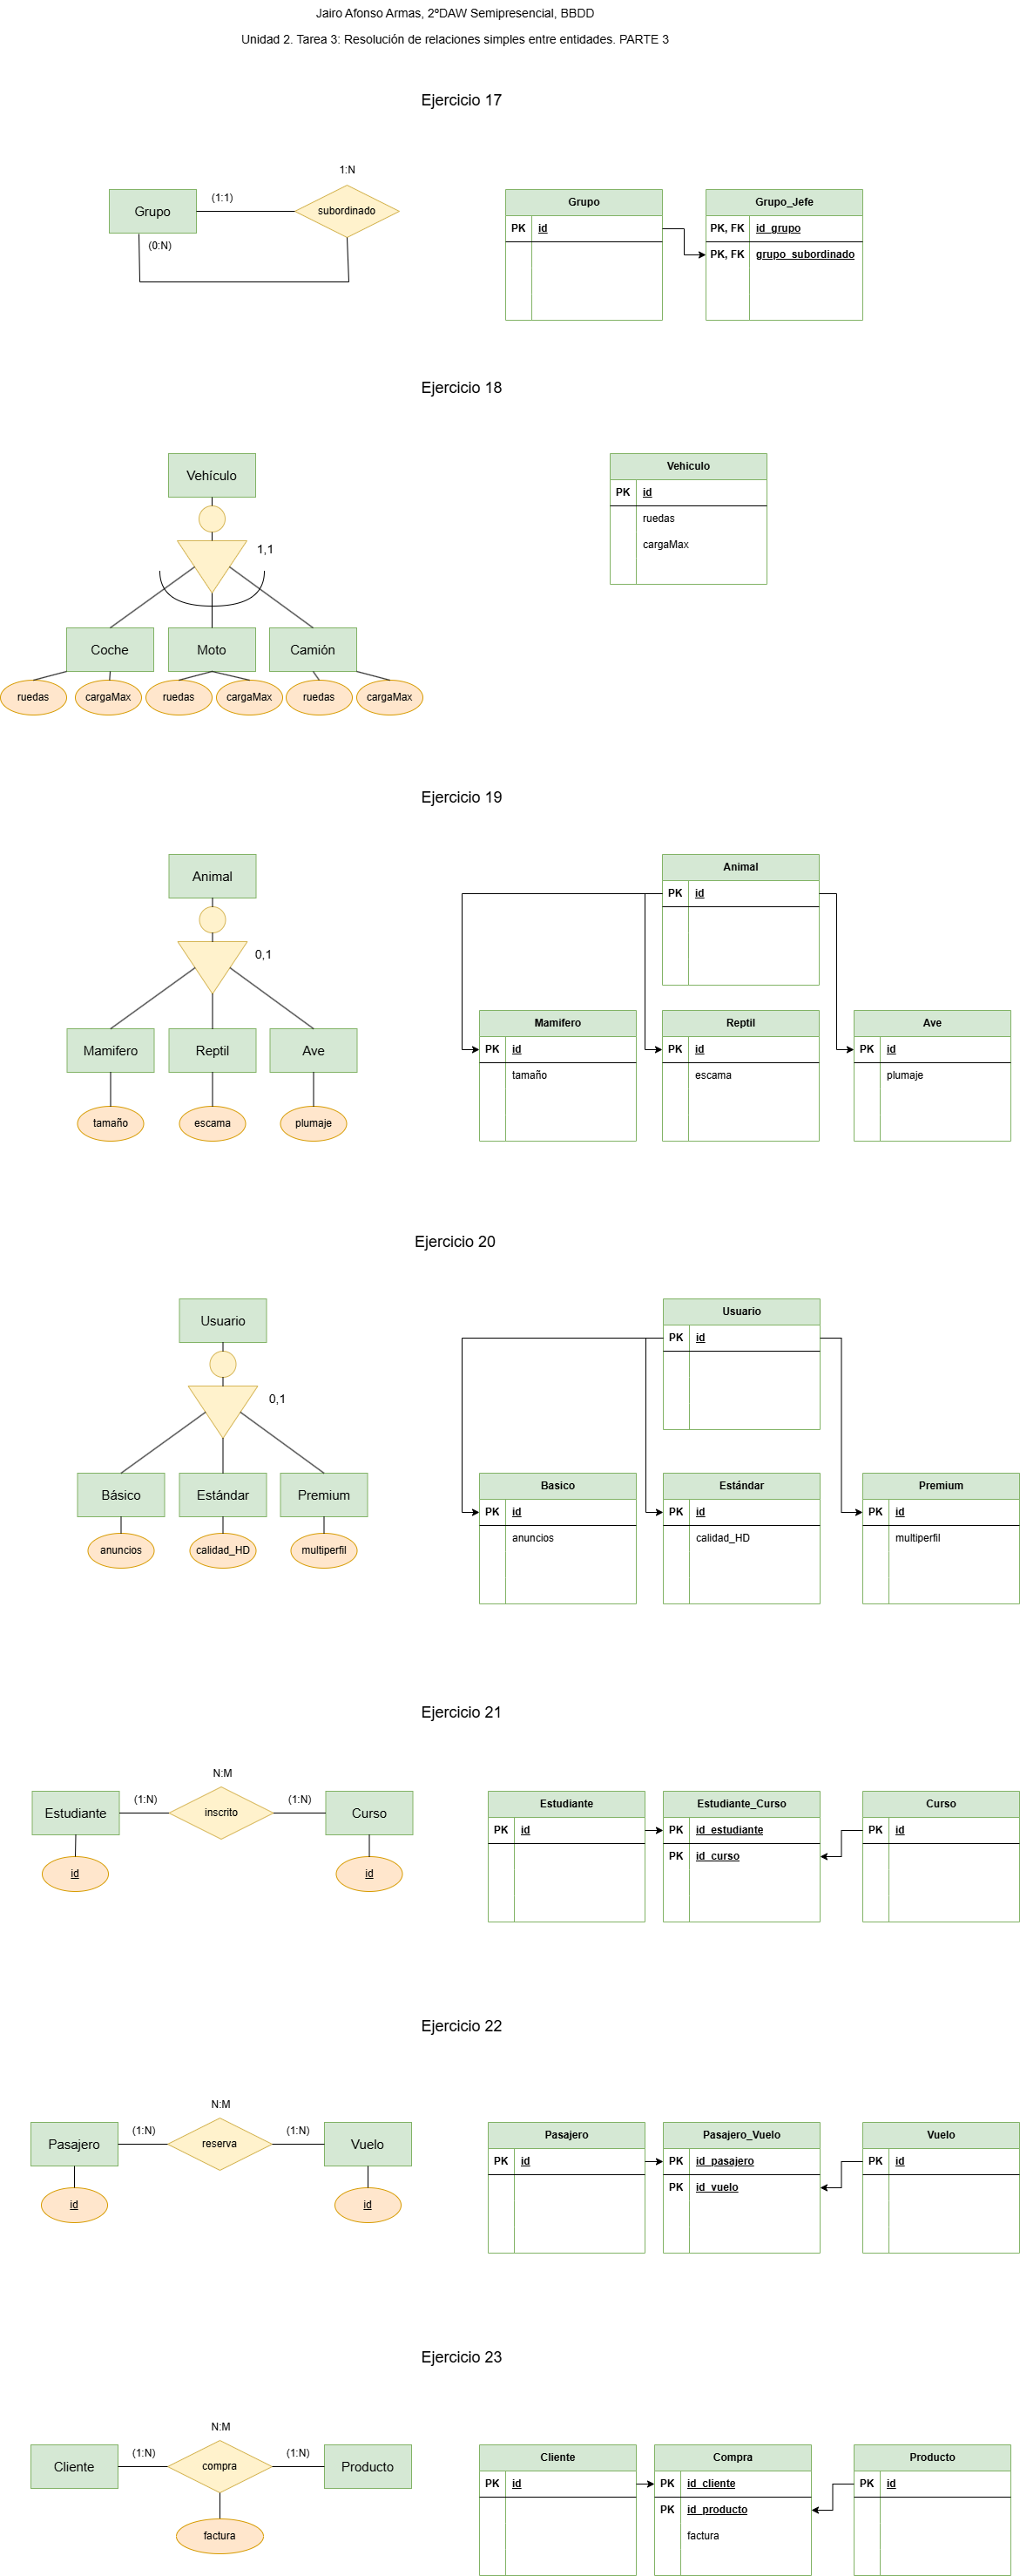 Jairo Afonso Armas, 2ºDAW Semipresencial, BBDD
Unidad 2. Tarea 3: Resolución de relaciones simples entre entidades. PARTE 3
Ejercicio 17
1:N
Grupo
(1:1)
subordinado
(0:N)
Grupo
PK id
Grupo_Jefe
PK, FK id_grupo
PK, FK grupo_subordinado
Ejercicio 18
Vehículo
1,1
Coche
Moto
Camión
ruedas
cargaMax
ruedas
cargaMax
ruedas
cargaMax
Vehiculo
PK id
ruedas
cargaMax
Ejercicio 19
Animal
0,1
Mamifero
Reptil
Ave
tamaño
escama
plumaje
Animal
PK id
Mamifero
PK id
tamaño
Reptil
PK id
escama
Ave
PK id
plumaje
Ejercicio 20
Usuario
0,1
Básico
Estándar
Premium
anuncios
calidad_HD
multiperfil
Usuario
PK id
Basico
PK id
anuncios
Estándar
PK id
calidad_HD
Premium
PK id
multiperfil
Ejercicio 21
N:M
Estudiante
(1:N)
inscrito
(1:N)
Curso
id
id
Estudiante
PK id
Estudiante_Curso
PK id_estudiante
PK id_curso
Curso
PK id
Ejercicio 22
N:M
Pasajero
(1:N)
reserva
(1:N)
Vuelo
id
id
Pasajero
PK id
Pasajero_Vuelo
PK id_pasajero
PK id_vuelo
Vuelo
PK id
Ejercicio 23
N:M
Cliente
(1:N)
compra
(1:N)
Producto
factura
Cliente
PK id
Compra
PK id_cliente
PK id_producto
factura
Producto
PK id